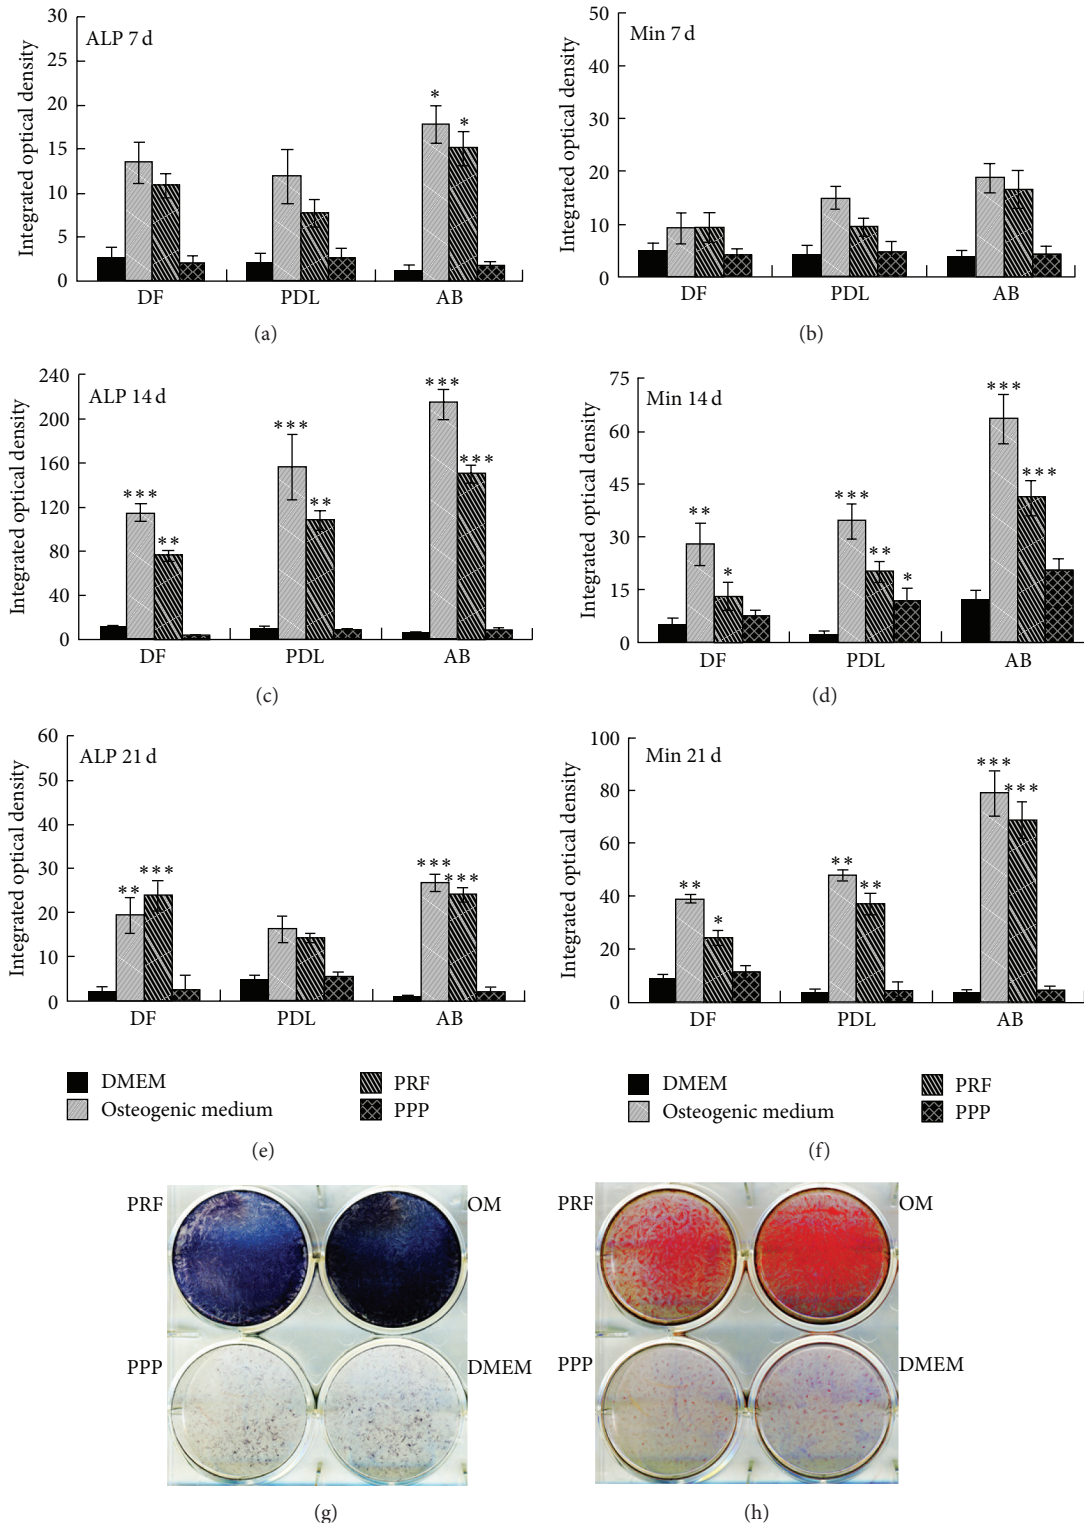 ALP 7 d
Integrated optical density
30
25
20
15
10
5
0
*
*
DF PDL AB
(a)
Min 7 d
Integrated optical density
50
40
30
20
10
0
DF PDL AB
(b)
ALP 14 d
Integrated optical density
240
200
160
120
80
40
0
***
**
***
**
***
***
DF PDL AB
(c)
Min 14 d
Integrated optical density
75
60
45
30
15
0
**
*
***
**
*
***
***
DF PDL AB
(d)
ALP 21 d
Integrated optical density
60
50
40
30
20
10
0
**
***
***
***
DF PDL AB
DMEM
Osteogenic medium
PRF
PPP
(e)
Min 21 d
Integrated optical density
100
80
60
40
20
0
**
*
**
**
***
***
DF PDL AB
DMEM
Osteogenic medium
PRF
PPP
(f)
PRF OM
PPP DMEM
(g)
PRF OM
PPP DMEM
(h)